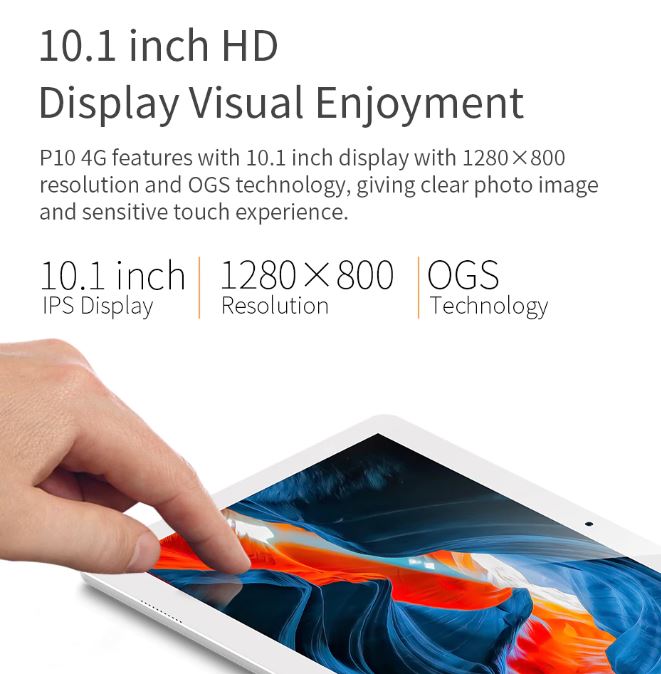 10.1 inch HD
Display Visual Enjoyment
P10 4G features with 10.1 inch display with 1280×800
resolution and OGS technology, giving clear photo image
and sensitive touch experience.
10.1 inch
IPS Display
1280×800
Resolution
OGS
Technology